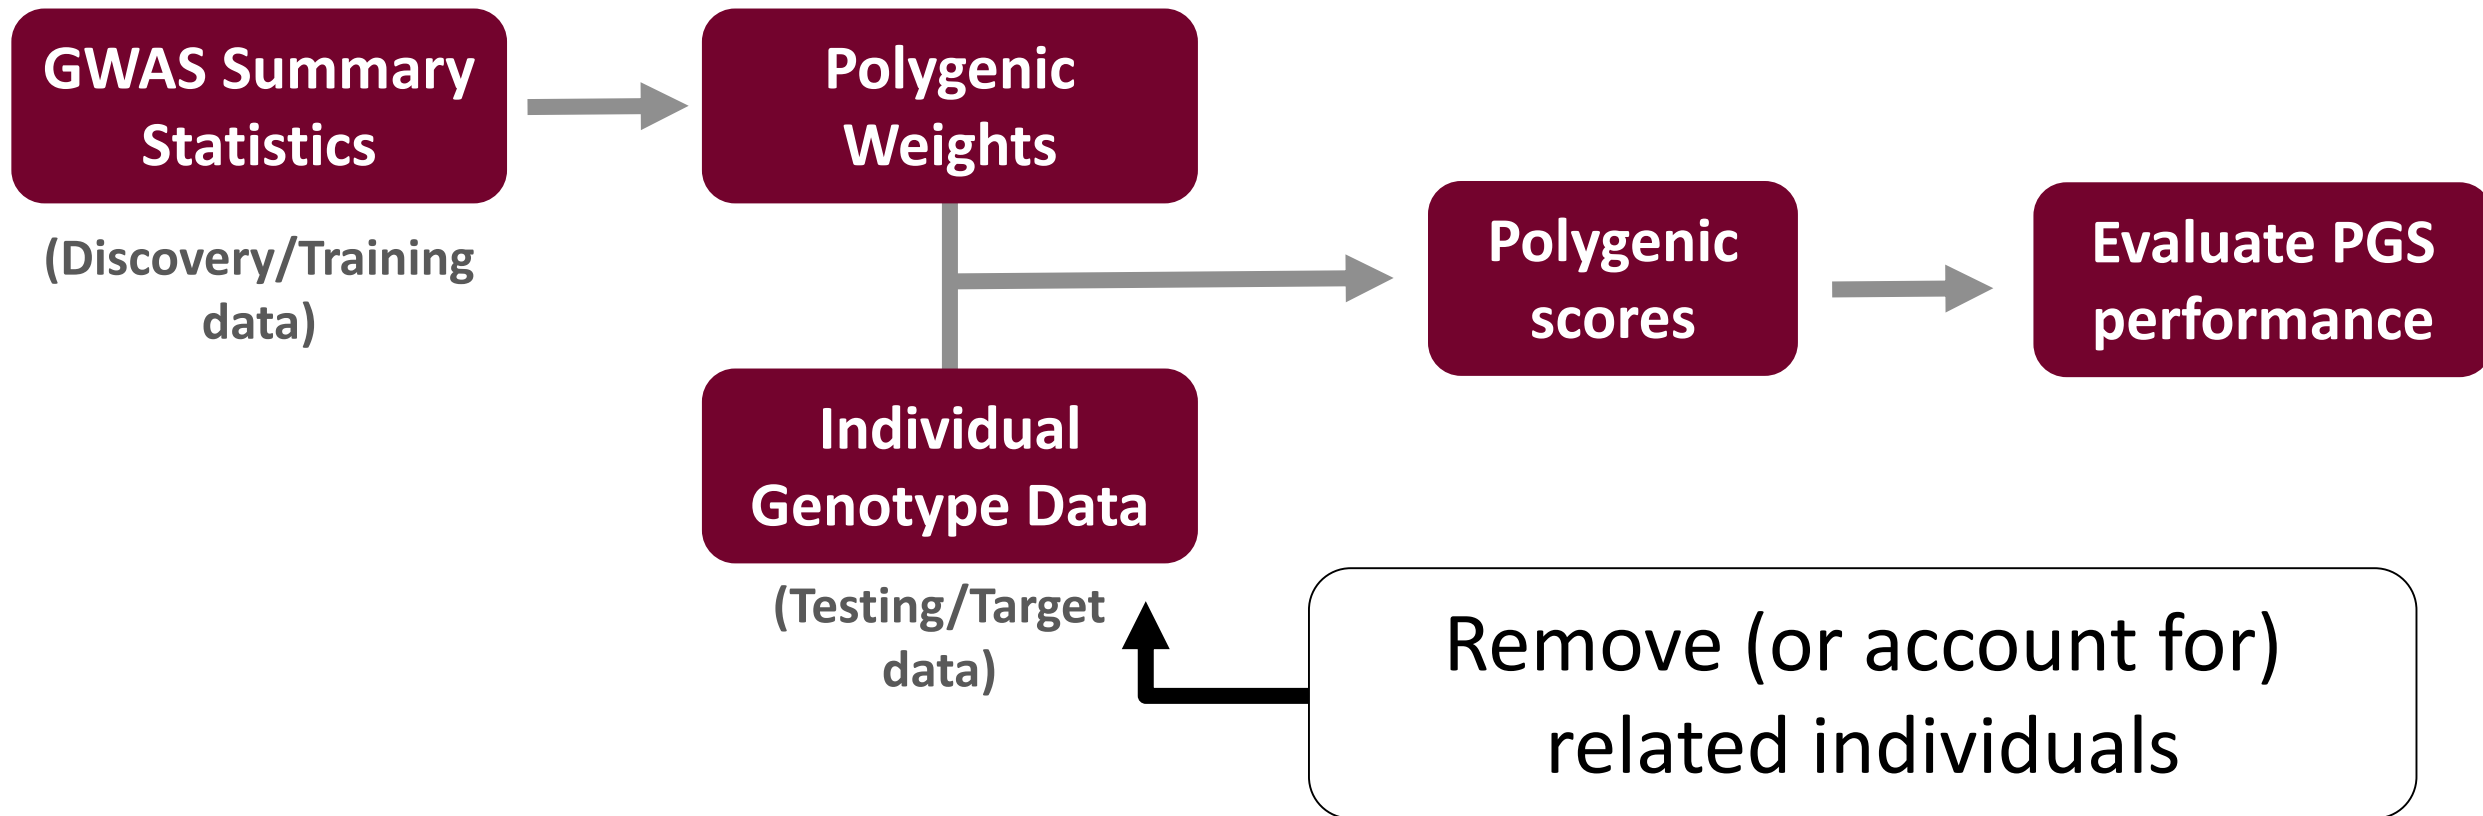 GWAS Summary
Statistics
(Discovery/Training
data)
Polygenic
Weights
Individual
Genotype Data
(Testing/Target
data)
Polygenic
scores
Evaluate PGS
performance
Remove (or account for)
related individuals